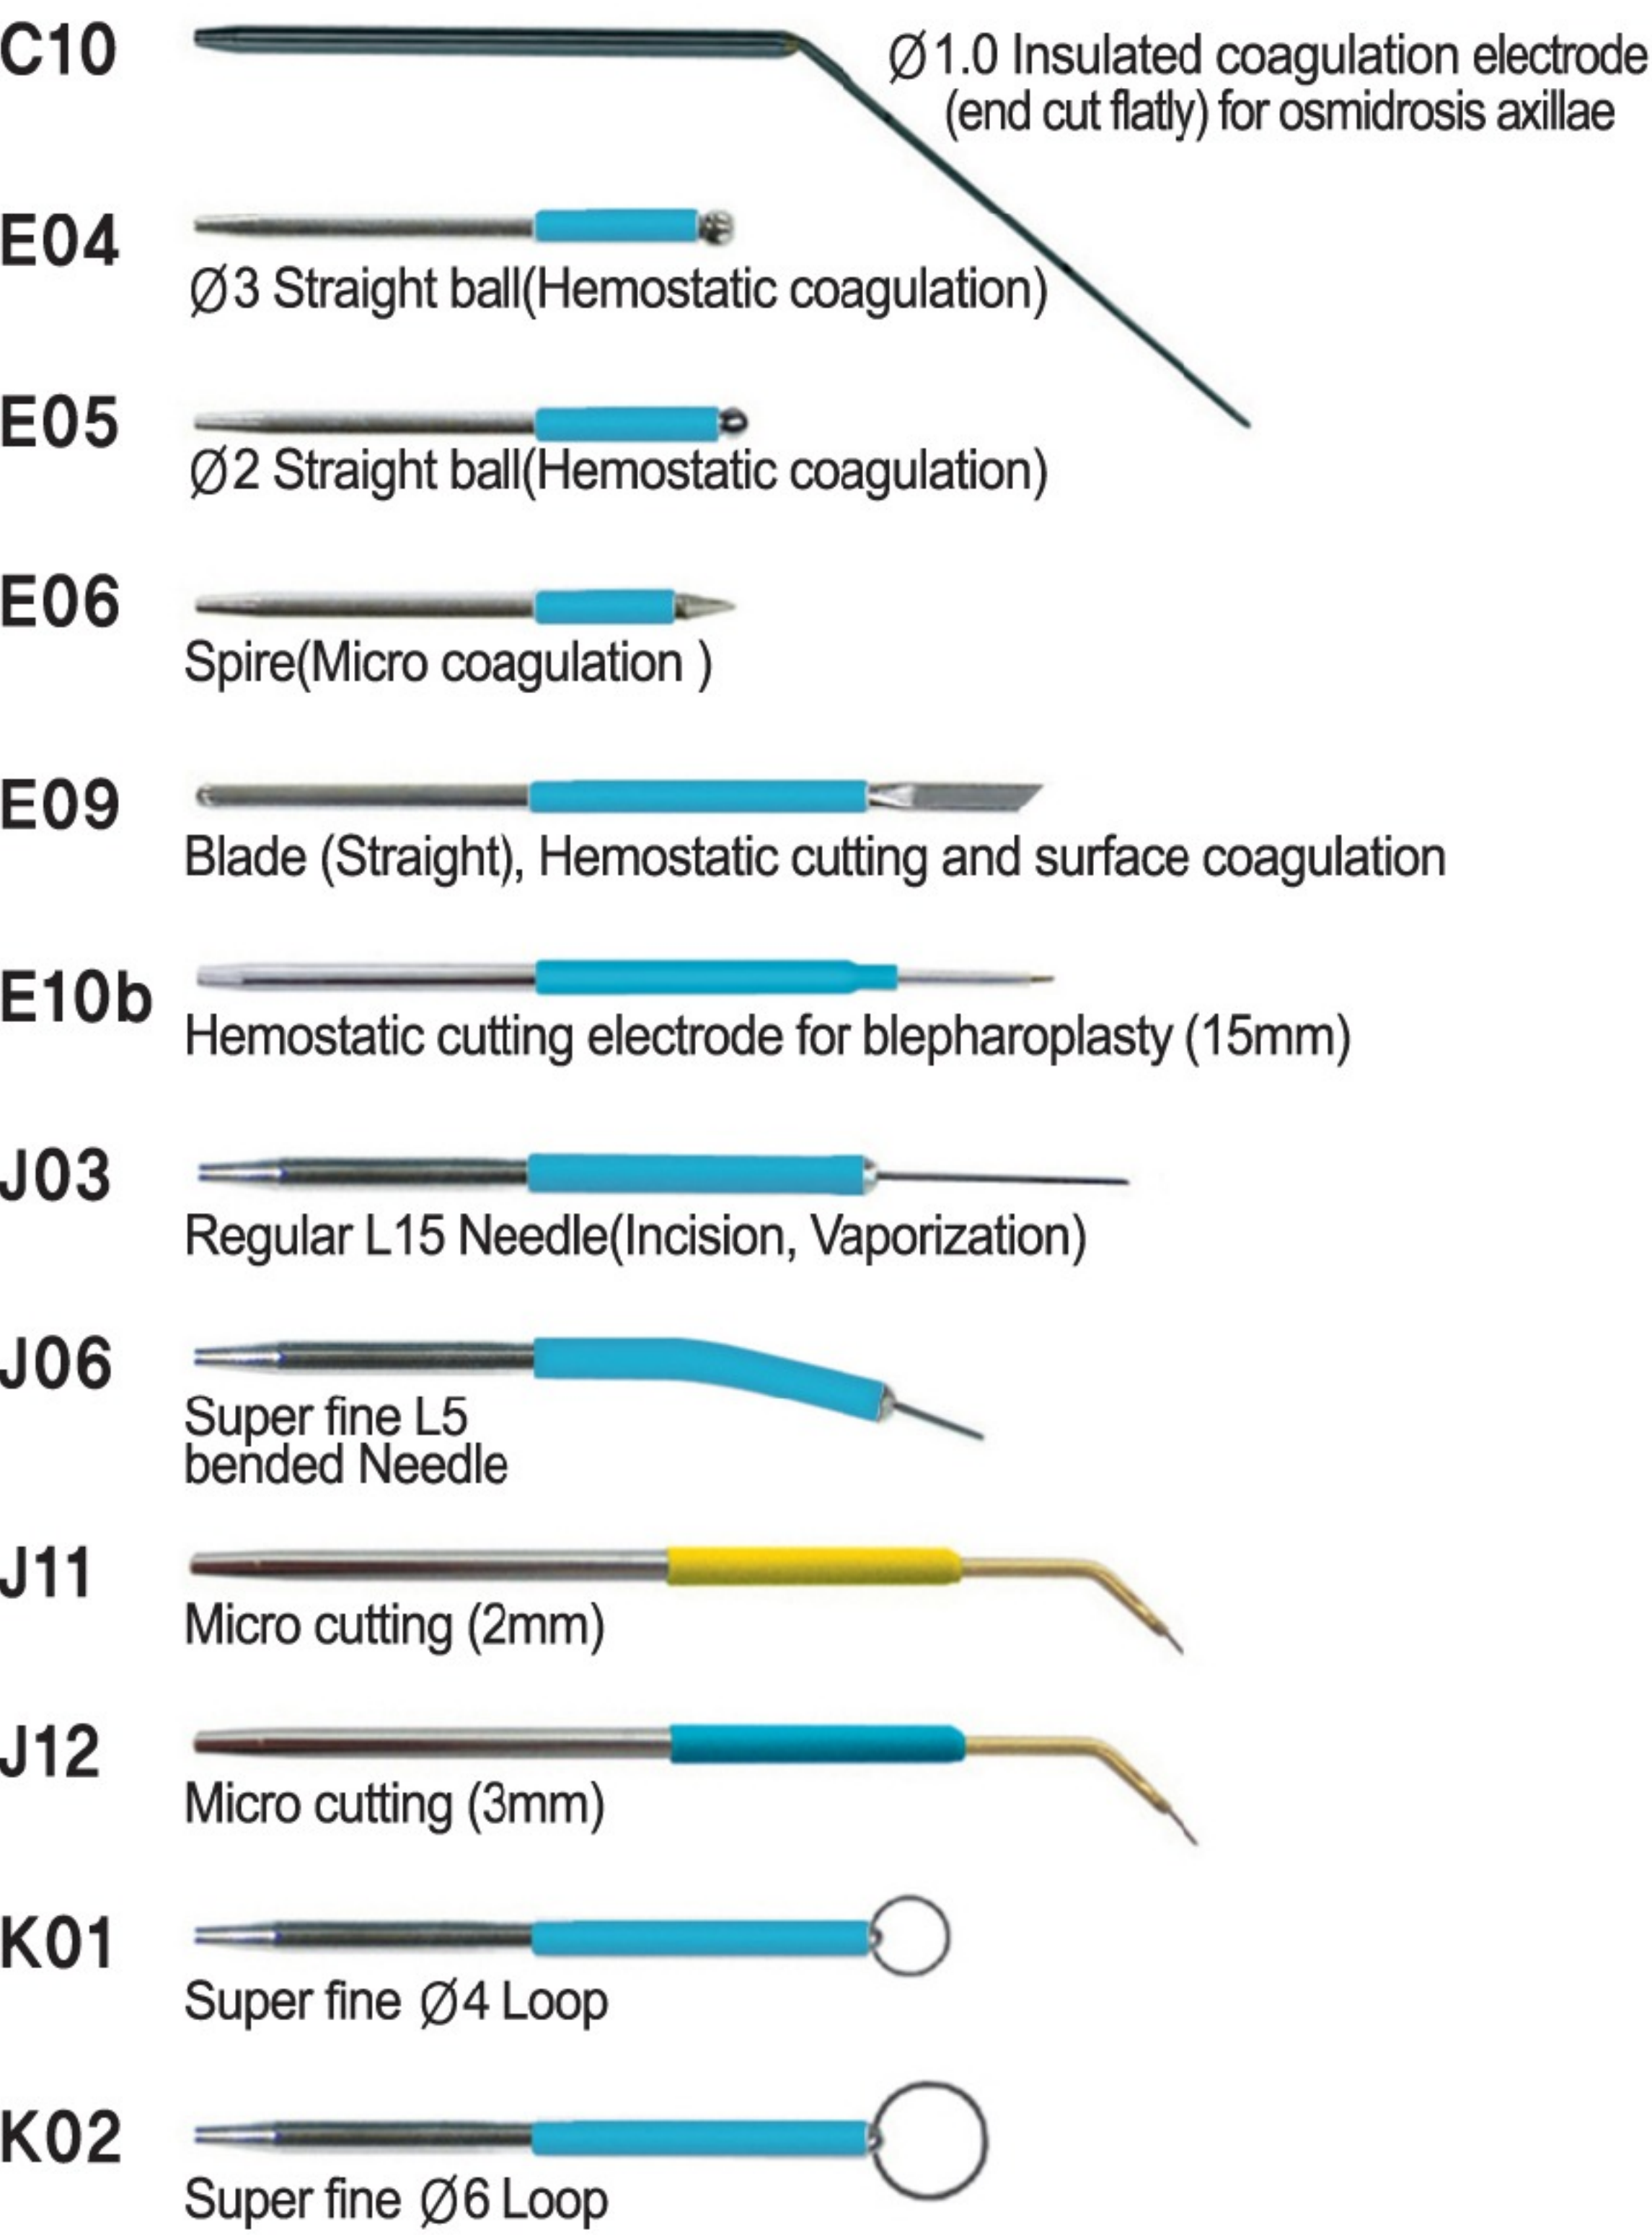 C10
Ø1.0 Insulated coagulation electrode
(end cut flatly) for osmidrosis axillae
E04
Ø3 Straight ball(Hemostatic coagulation)
E05
Ø2 Straight ball(Hemostatic coagulation)
E06
Spire(Micro coagulation )
E09
Blade (Straight), Hemostatic cutting and surface coagulation
E10b
Hemostatic cutting electrode for blepharoplasty (15mm)
J03
Regular L15 Needle(Incision, Vaporization)
J06
Super fine L5
bended Needle
J11
Micro cutting (2mm)
J12
Micro cutting (3mm)
K01
Super fine Ø4 Loop
K02
Super fine Ø6 Loop